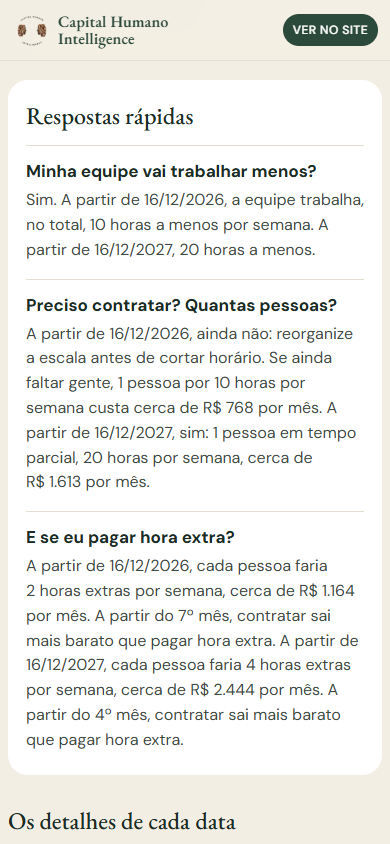 Capital Humano
Intelligence
VER NO SITE
Respostas rápidas
Minha equipe vai trabalhar menos?
Sim. A partir de 16/12/2026, a equipe trabalha,
no total, 10 horas a menos por semana. A
partir de 16/12/2027, 20 horas a menos.
Preciso contratar? Quantas pessoas?
A partir de 16/12/2026, ainda não: reorganize
a escala antes de cortar horário. Se ainda
faltar gente, 1 pessoa por 10 horas por
semana custa cerca de R$ 768 por mês. A
partir de 16/12/2027, sim: 1 pessoa em tempo
parcial, 20 horas por semana, cerca de
R$ 1.613 por mês.
E se eu pagar hora extra?
A partir de 16/12/2026, cada pessoa faria
2 horas extras por semana, cerca de R$ 1.164
por mês. A partir do 7º mês, contratar sai
mais barato que pagar hora extra. A partir de
16/12/2027, cada pessoa faria 4 horas extras
por semana, cerca de R$ 2.444 por mês. A
partir do 4º mês, contratar sai mais barato
que pagar hora extra.
Os detalhes de cada data